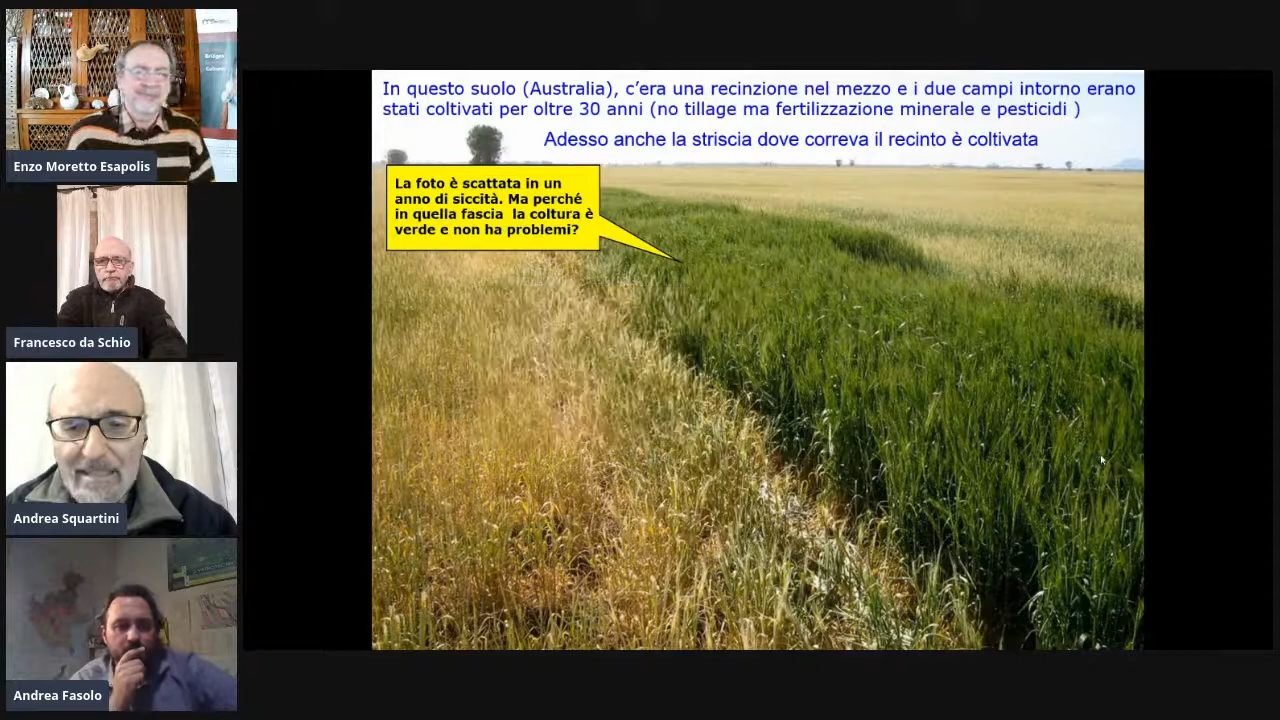 Enzo Moretto Esapolis
Francesco da Schio
Andrea Squartini
Andrea Fasolo
In questo suolo (Australia), c’era una recinzione nel mezzo e i due campi intorno erano
stati coltivati per oltre 30 anni (no tillage ma fertilizzazione minerale e pesticidi )
Adesso anche la striscia dove correva il recinto è coltivata
La foto è scattata in un
anno di siccità. Ma perché
in quella fascia  la coltura è
verde e non ha problemi?